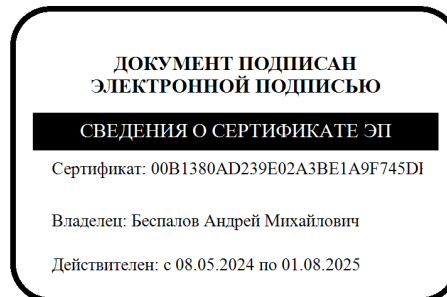 ДОКУМЕНТ ПОДПИСАН
ЭЛЕКТРОННОЙ ПОДПИСЬЮ
СВЕДЕНИЯ О СЕРТИФИКАТЕ ЭП
Сертификат: 00B1380AD239E02A3BE1A9F745D
Владелец: Беспалов Андрей Михайлович
Действителен: с 08.05.2024 по 01.08.2025